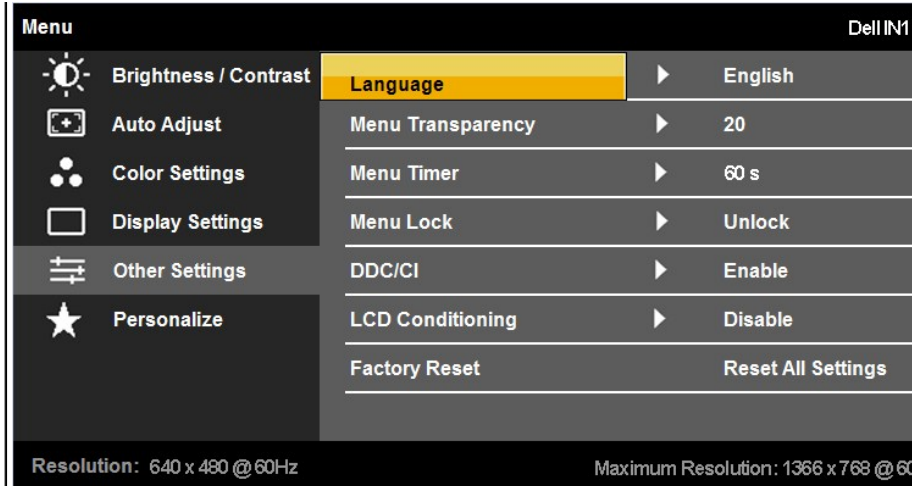 Menu Dell IN1
Brightness / Contrast Language English
Auto Adjust Menu Transparency 20
Color Settings Menu Timer 60 s
Display Settings Menu Lock Unlock
Other Settings DDC/CI Enable
Personalize LCD Conditioning Disable
Factory Reset Reset All Settings
Resolution: 640 x 480 @ 60Hz Maximum Resolution: 1366 x 768 @ 60